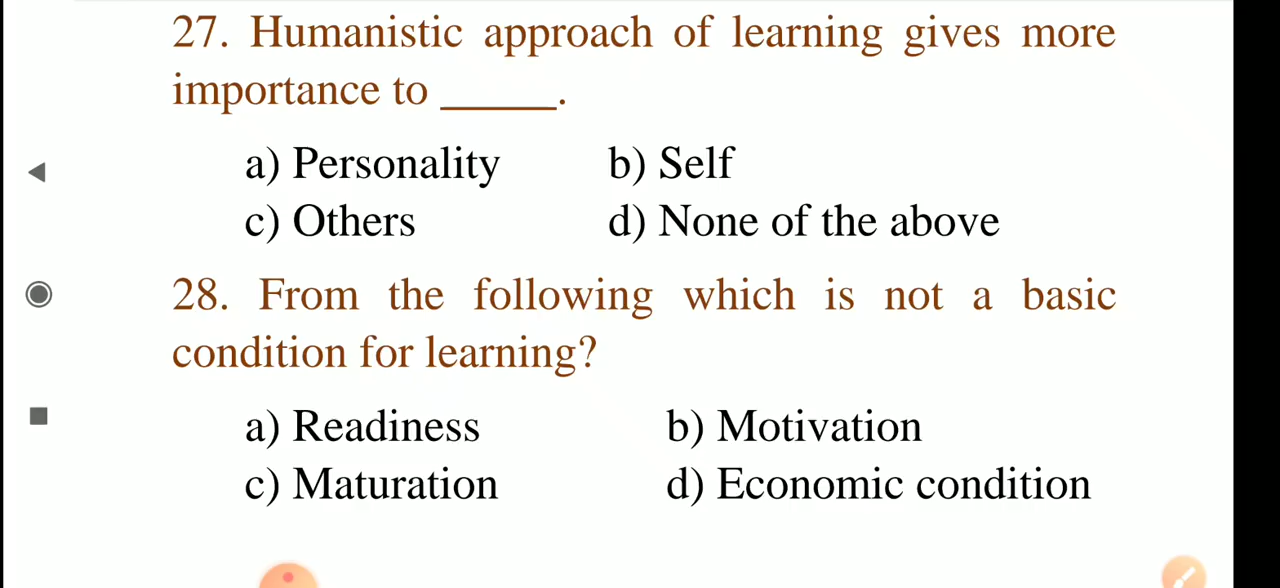 27. Humanistic approach of learning gives more
importance to _____.
a) Personality b) Self
c) Others d) None of the above
28. From the following which is not a basic
condition for learning?
a) Readiness b) Motivation
c) Maturation d) Economic condition